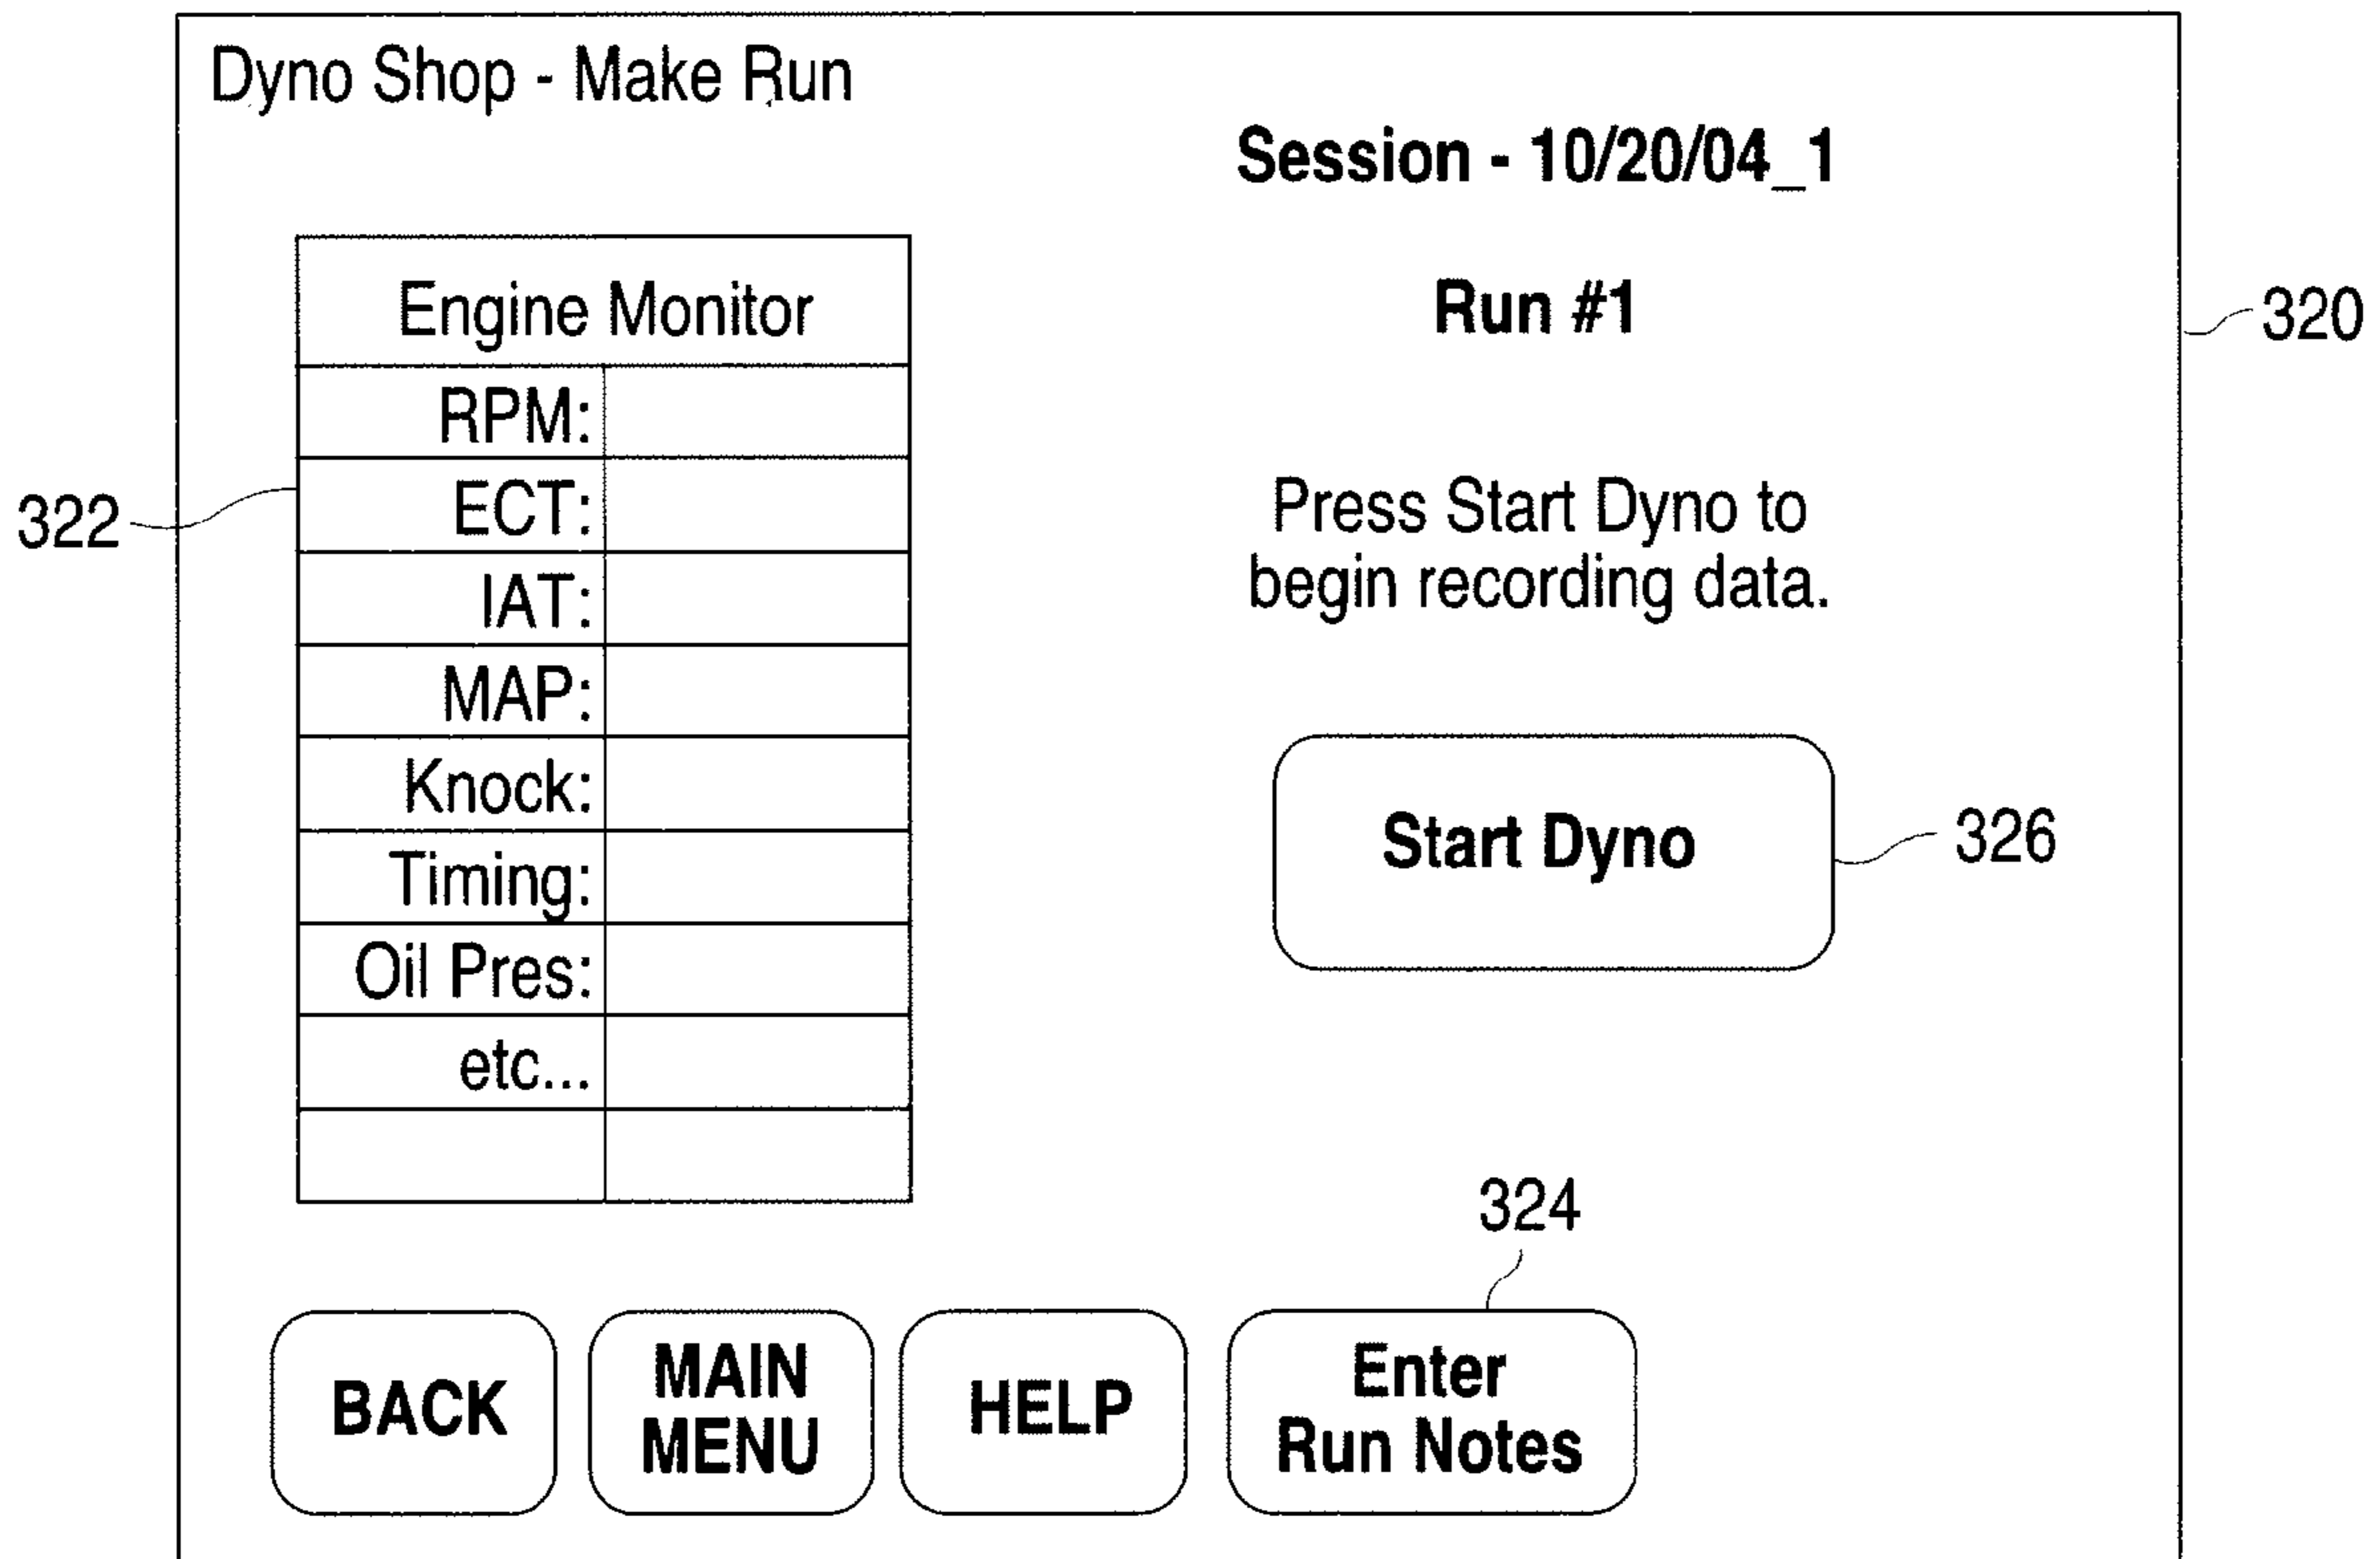 Dyno Shop - Make Run
Session - 10/20/04_1
Engine Monitor
RPM:
ECT:
IAT:
MAP:
Knock:
Timing:
Oil Pres:
etc...
Run #1
Press Start Dyno to
begin recording data.
Start Dyno
320
322
326
324
BACK
MAIN
MENU
HELP
Enter
Run Notes